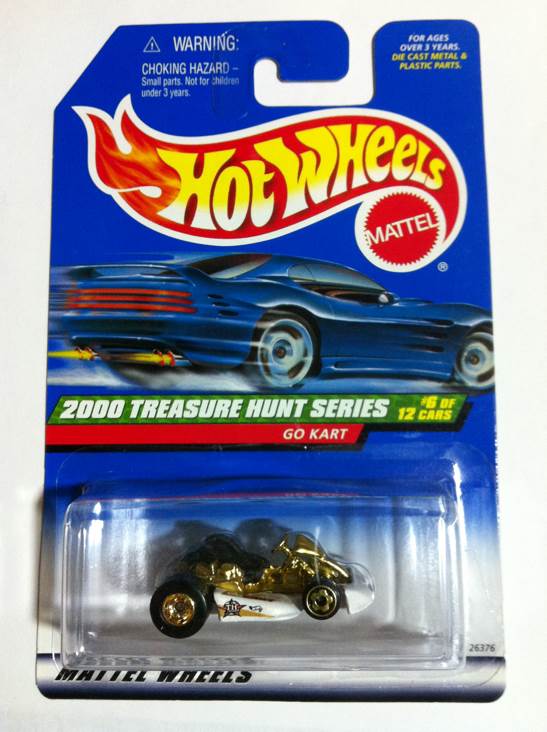 WARNING:
CHOKING HAZARD –
Small parts. Not for children
under 3 years.
FOR AGES
OVER 3 YEARS.
DIE CAST METAL &
PLASTIC PARTS.
HOT WHEELS
MATTEL
®
2000 TREASURE HUNT SERIES
#6 OF
12 CARS
GO KART
26376
MATTEL WHEELS